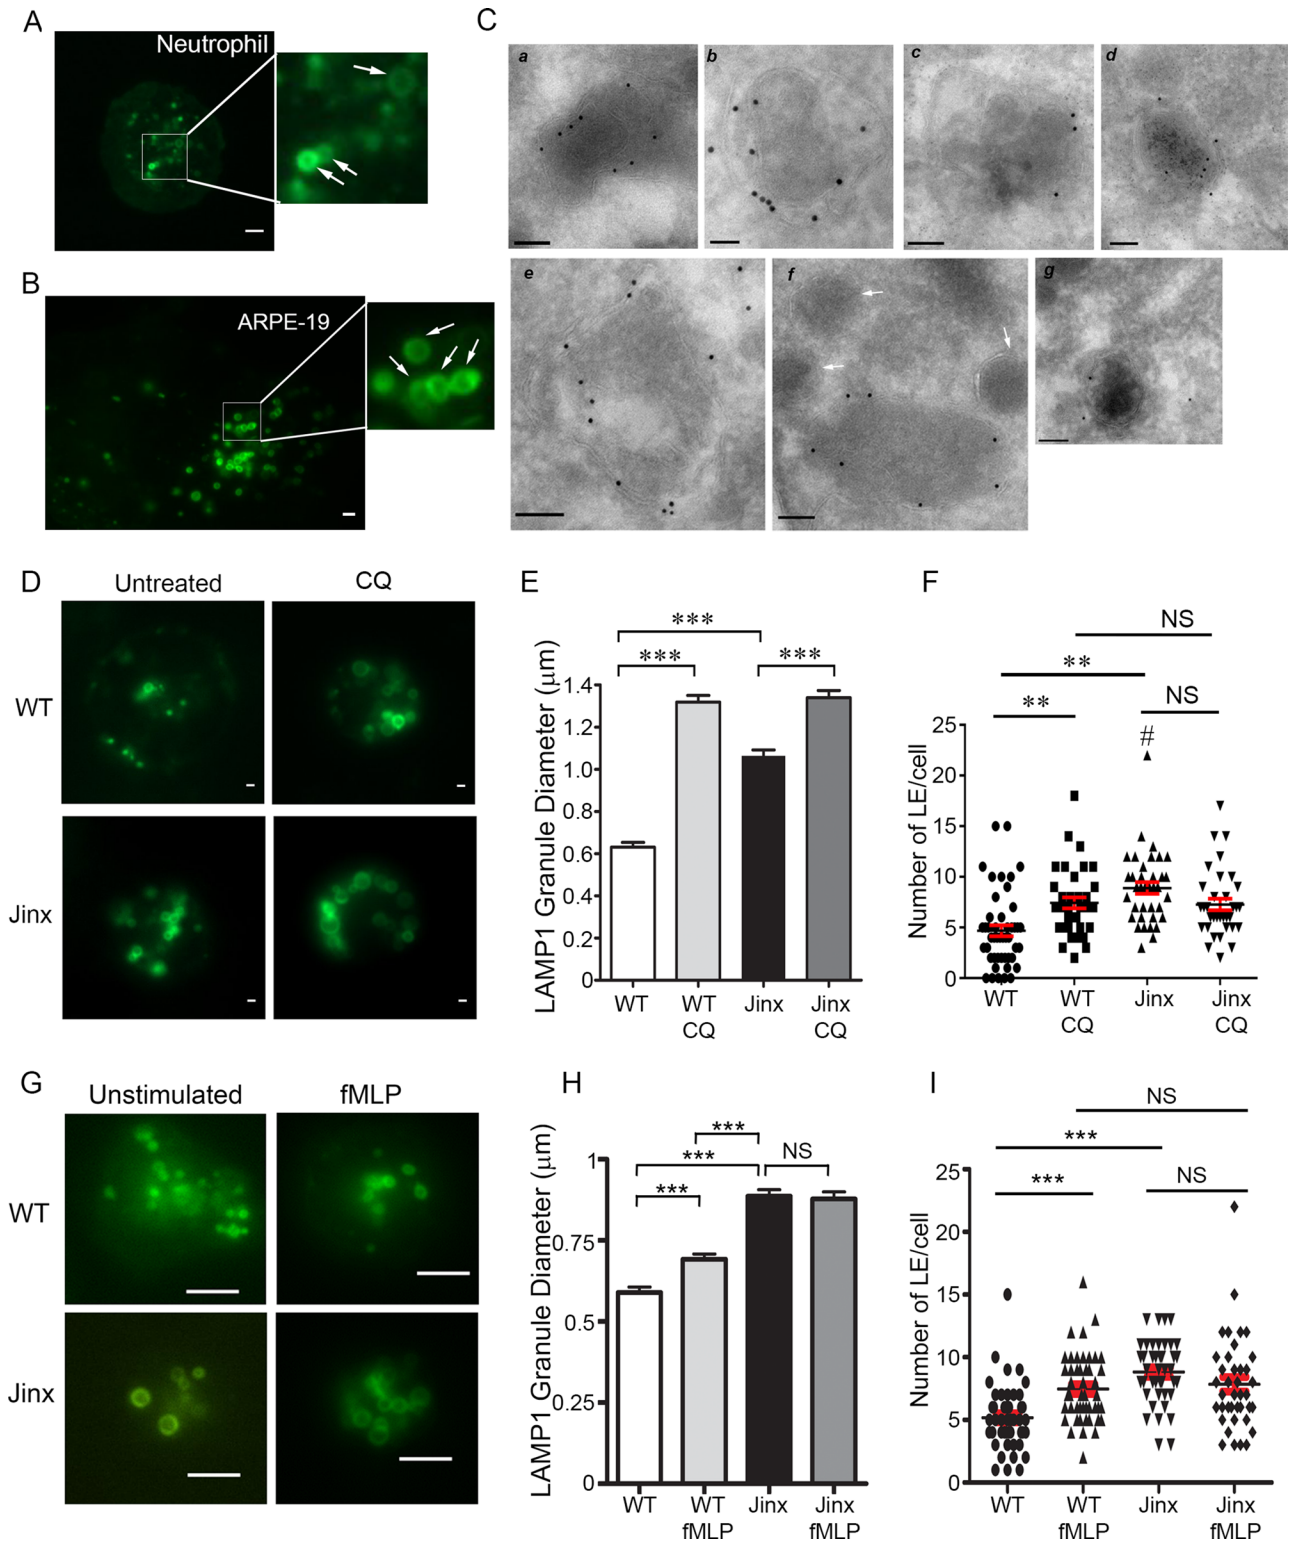 A
Neutrophil
B
ARPE-19
C
a
b
c
d
e
f
g
D
Untreated
CQ
WT
Jinx
E
***
***
***
LAMP1 Granule Diameter (μm)
1.4
1.2
1.0
0.8
0.6
0.4
0.2
0
WT
WT
CQ
Jinx
Jinx
CQ
F
NS
**
**
NS
#
Number of LE/cell
25
20
15
10
5
0
WT
WT
CQ
Jinx
Jinx
CQ
G
Unstimulated
fMLP
WT
Jinx
H
***
***
NS
***
LAMP1 Granule Diameter (μm)
1
0.75
0.5
0.25
0
WT
WT
fMLP
Jinx
Jinx
fMLP
I
NS
***
***
NS
Number of LE/cell
25
20
15
10
5
0
WT
WT
fMLP
Jinx
Jinx
fMLP